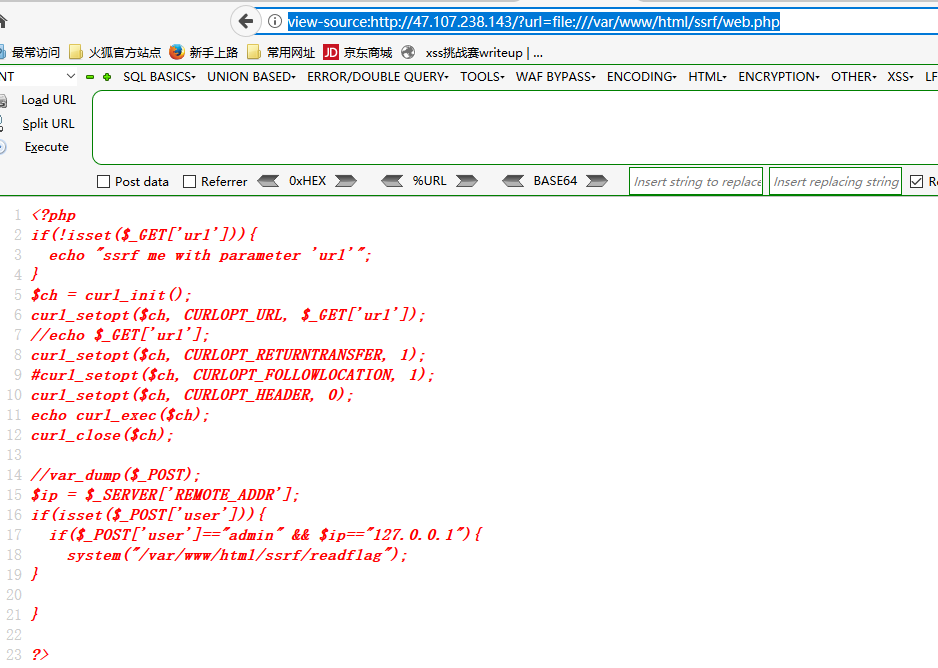 view-source:http://47.107.238.143/?url=file:///var/www/html/ssrf/web.php
最常访问 火狐官方站点 新手上路 常用网址 JD 京东商城 xss挑战赛writeup | ...
NT SQL BASICS UNION BASED ERROR/DOUBLE QUERY TOOLS WAF BYPASS ENCODING HTML ENCRYPTION OTHER XSS LF
Load URL
Split URL
Execute
Post data Referrer 0xHEX %URL BASE64 Insert string to replace Insert replacing string
1 <?php
2 if(!isset($_GET['url'])){
3 echo "ssrf me with parameter 'url'";
4 }
5 $ch = curl_init();
6 curl_setopt($ch, CURLOPT_URL, $_GET['url']);
7 //echo $_GET['url'];
8 curl_setopt($ch, CURLOPT_RETURNTRANSFER, 1);
9 #curl_setopt($ch, CURLOPT_FOLLOWLOCATION, 1);
10 curl_setopt($ch, CURLOPT_HEADER, 0);
11 echo curl_exec($ch);
12 curl_close($ch);
13
14 //var_dump($_POST);
15 $ip = $_SERVER['REMOTE_ADDR'];
16 if(isset($_POST['user'])){
17 if($_POST['user']=="admin" && $ip=="127.0.0.1"){
18 system("/var/www/html/ssrf/readflag");
19 }
20
21 }
22
23 ?>